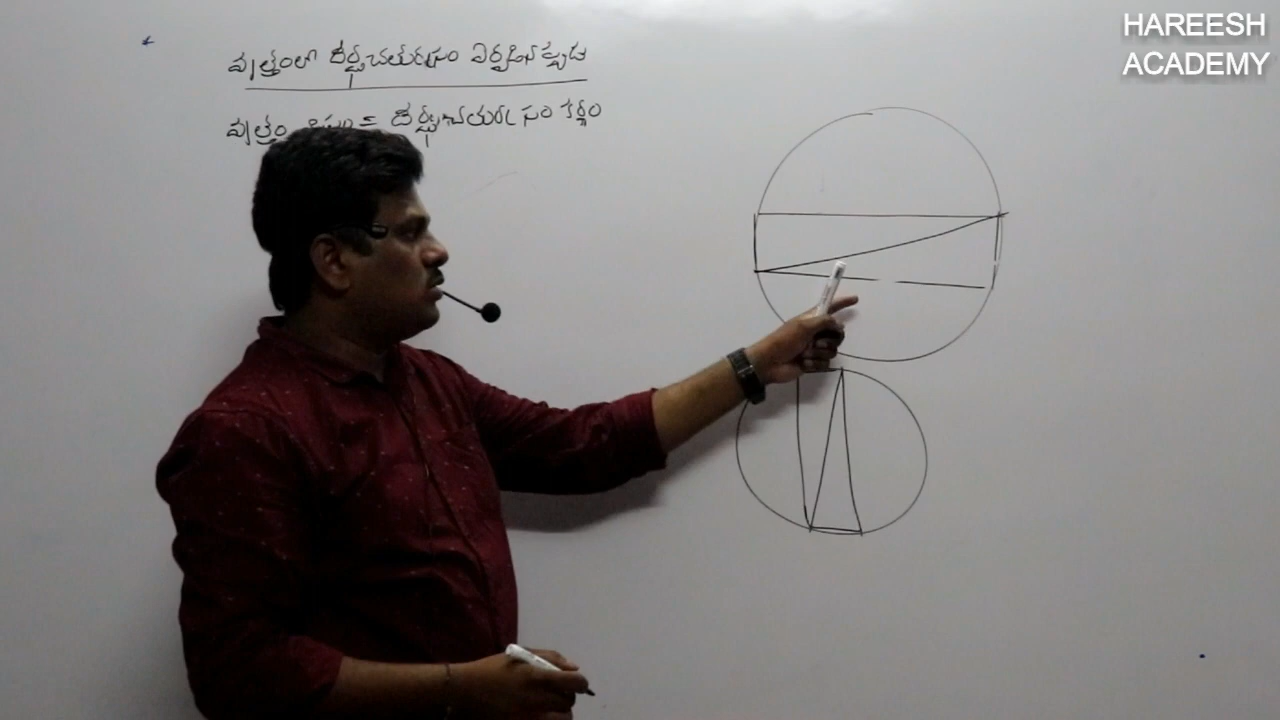 వృత్తంలో దీర్ఘచతురస్రం ఏర్పడినప్పుడు
వృత్తం = దీర్ఘచతురస్రం కర్ణం
HAREESH
ACADEMY